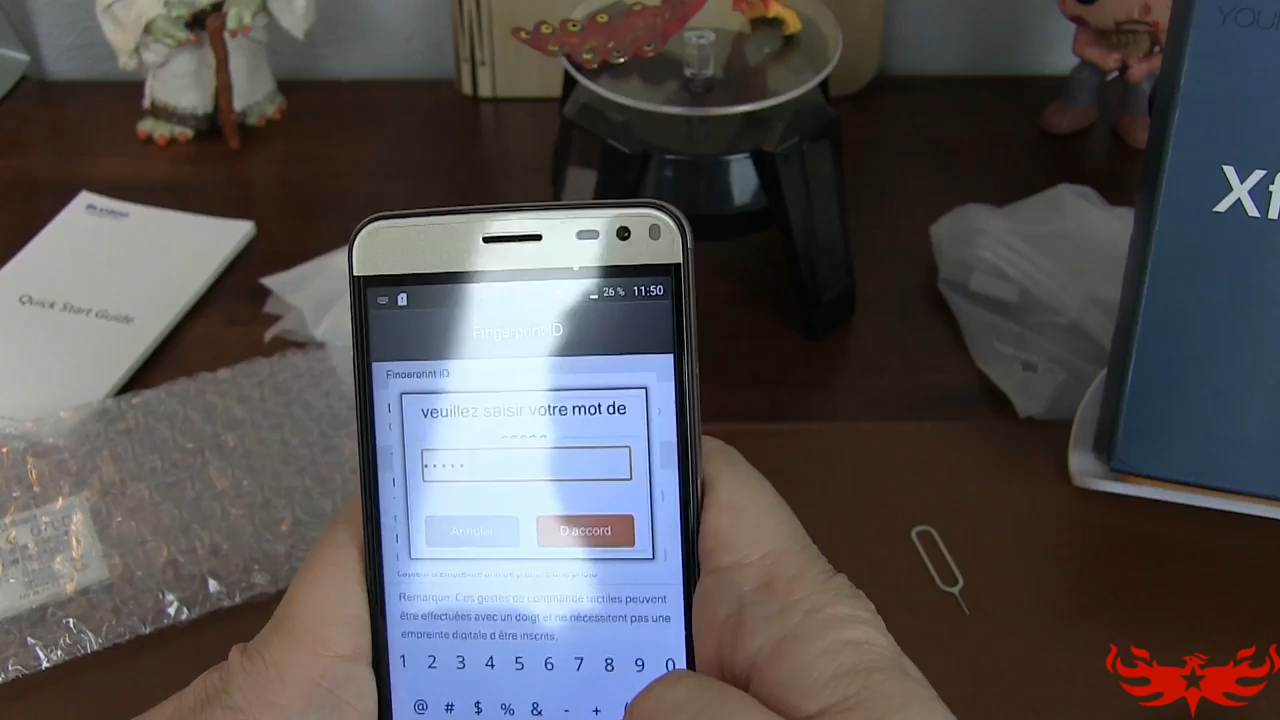 YOU
Xf
Quick Start Guide
26 % 11:50
Fingerprint ID
Fingerprint ID
veuillez saisir votre mot de
Annuler D accord
Remarque: Ces gestes de commande tactiles peuvent
être effectuées avec un doigt et ne nécessitent pas une
empreinte digitale d être inscrits.
1 2 3 4 5 6 7 8 9 0
@ # $ % & - +